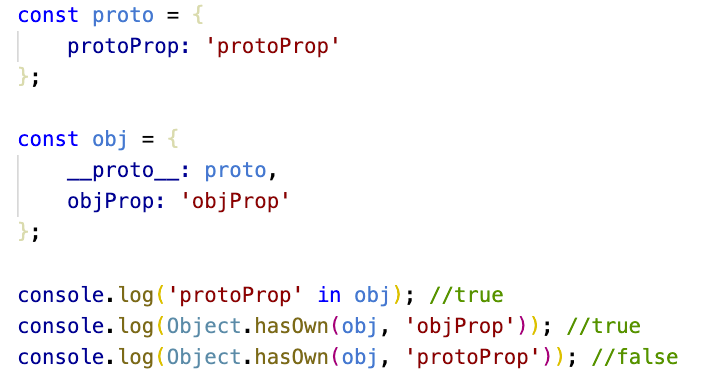 const proto = {
    protoProp: 'protoProp'
};

const obj = {
    __proto__: proto,
    objProp: 'objProp'
};

console.log('protoProp' in obj); //true
console.log(Object.hasOwn(obj, 'objProp')); //true
console.log(Object.hasOwn(obj, 'protoProp')); //false